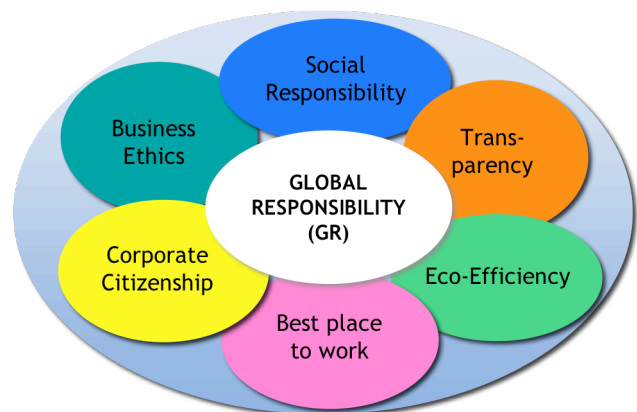 Social
Responsibility
Trans-
parency
Eco-Efficiency
Best place
to work
Corporate
Citizenship
Business
Ethics
GLOBAL
RESPONSIBILITY
(GR)